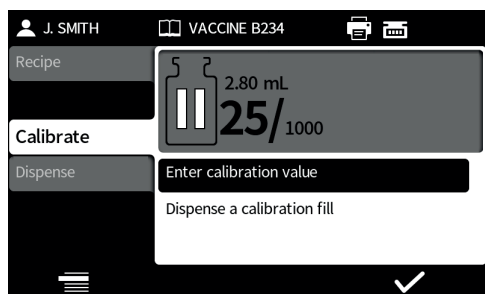 J. SMITH
VACCINE B234
Recipe
2.80 mL
25/1000
Calibrate
Dispense
Enter calibration value
Dispense a calibration fill